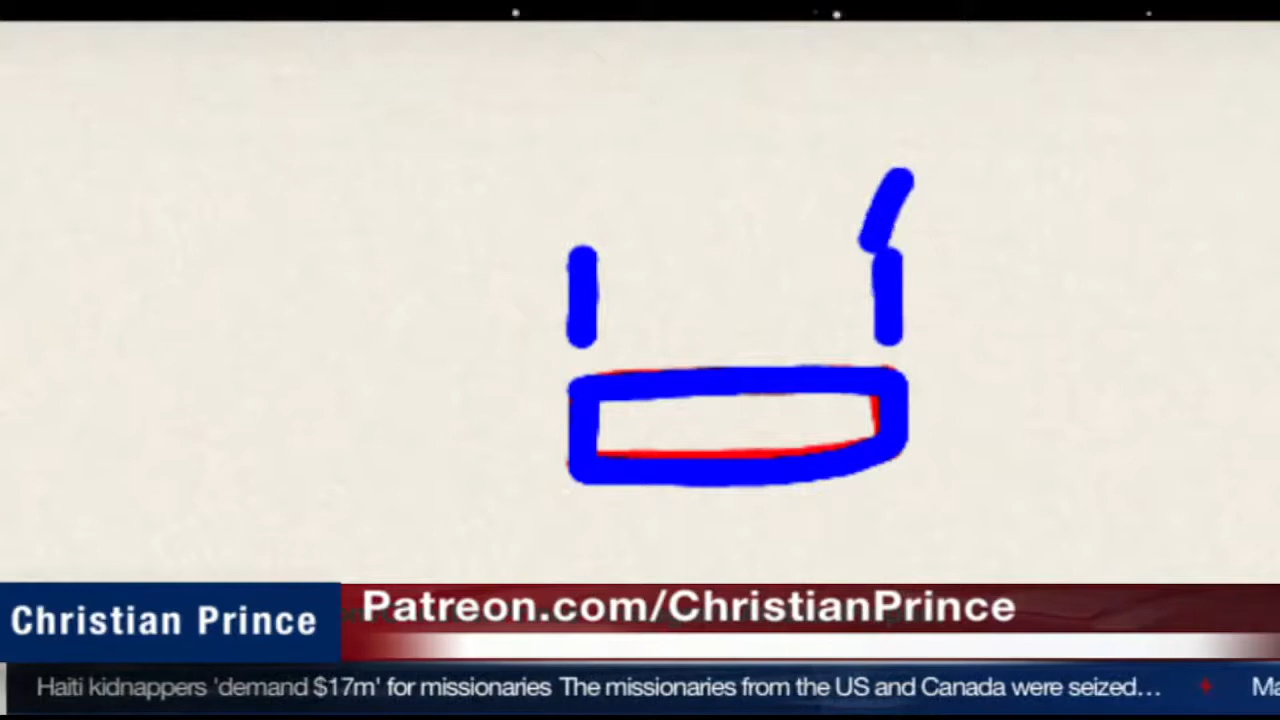 Patreon.com/ChristianPrince
Christian Prince
Haiti kidnappers 'demand $17m' for missionaries The missionaries from the US and Canada were seized... Ma